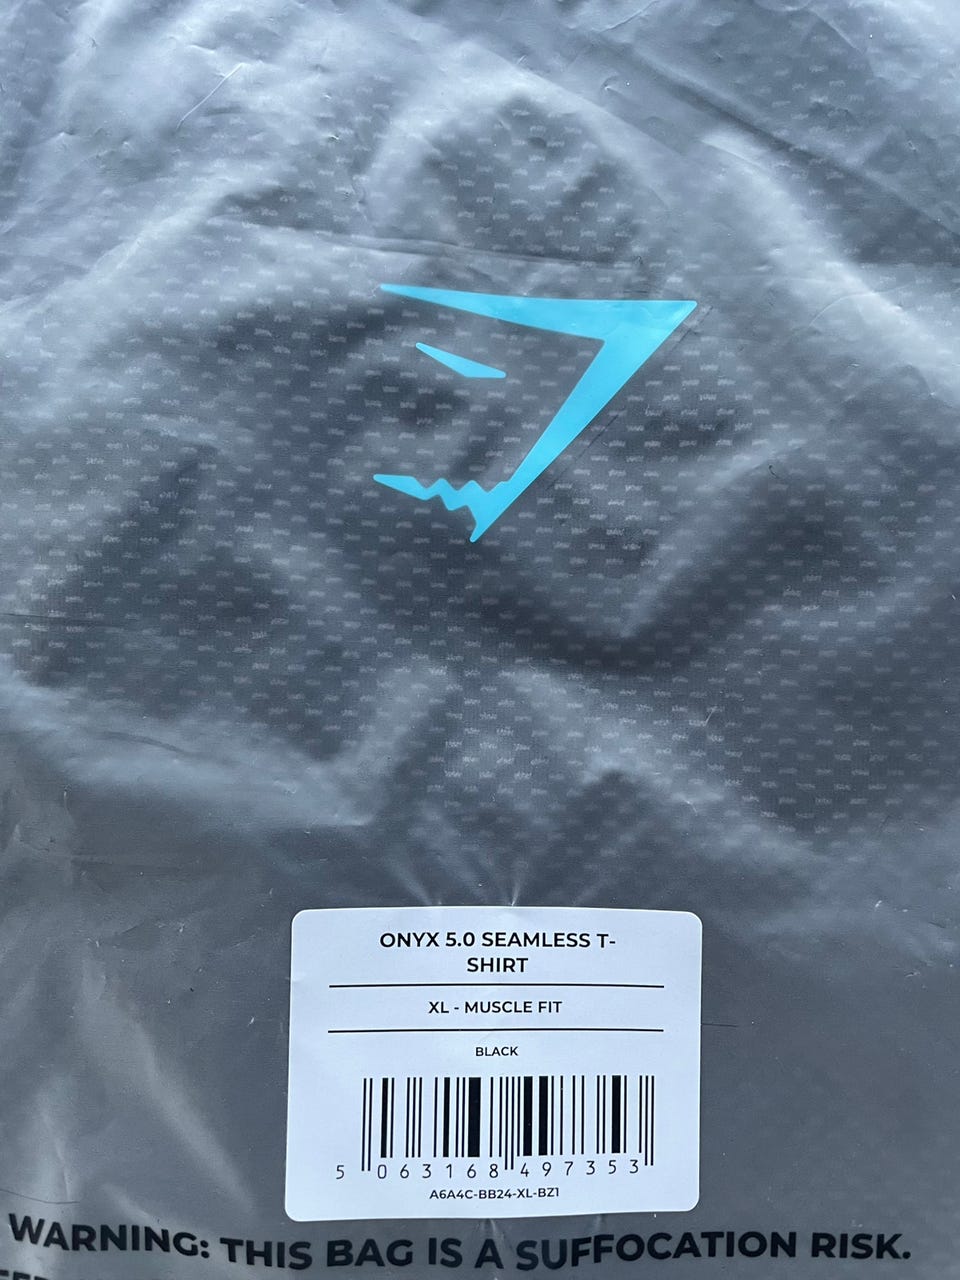 ONYX 5.0 SEAMLESS T-
SHIRT
XL - MUSCLE FIT
BLACK
5 063168 497353
A6A4C-BB24-XL-BZ1
WARNING: THIS BAG IS A SUFFOCATION RISK.